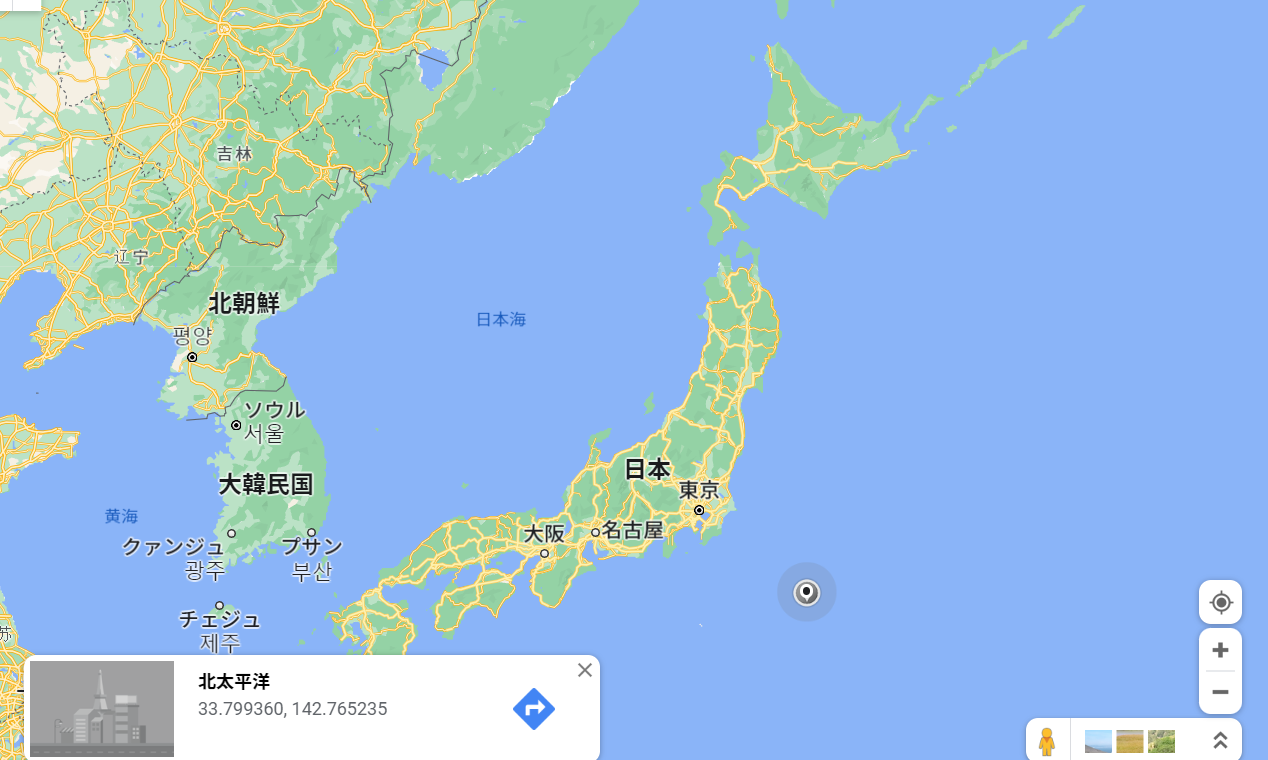 吉林
辽宁
北朝鮮
평양
日本海
ソウル
서울
日本
大韓民国
東京
黄海
大阪
名古屋
クァンジュ
광주
プサン
부산
チェジュ
제주
苏
北太平洋
33.799360, 142.765235